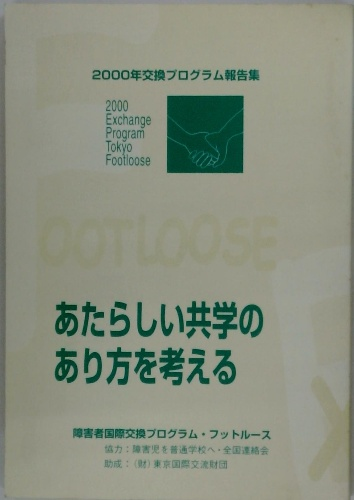 2000年交換プログラム報告集
2000
Exchange
Program
Tokyo
Footloose
OOTLOOSE
あたらしい共学の
あり方を考える
障害者国際交換プログラム・フットルース
協力：障害児を普通学校へ・全国連絡会
助成：（財）東京国際交流財団